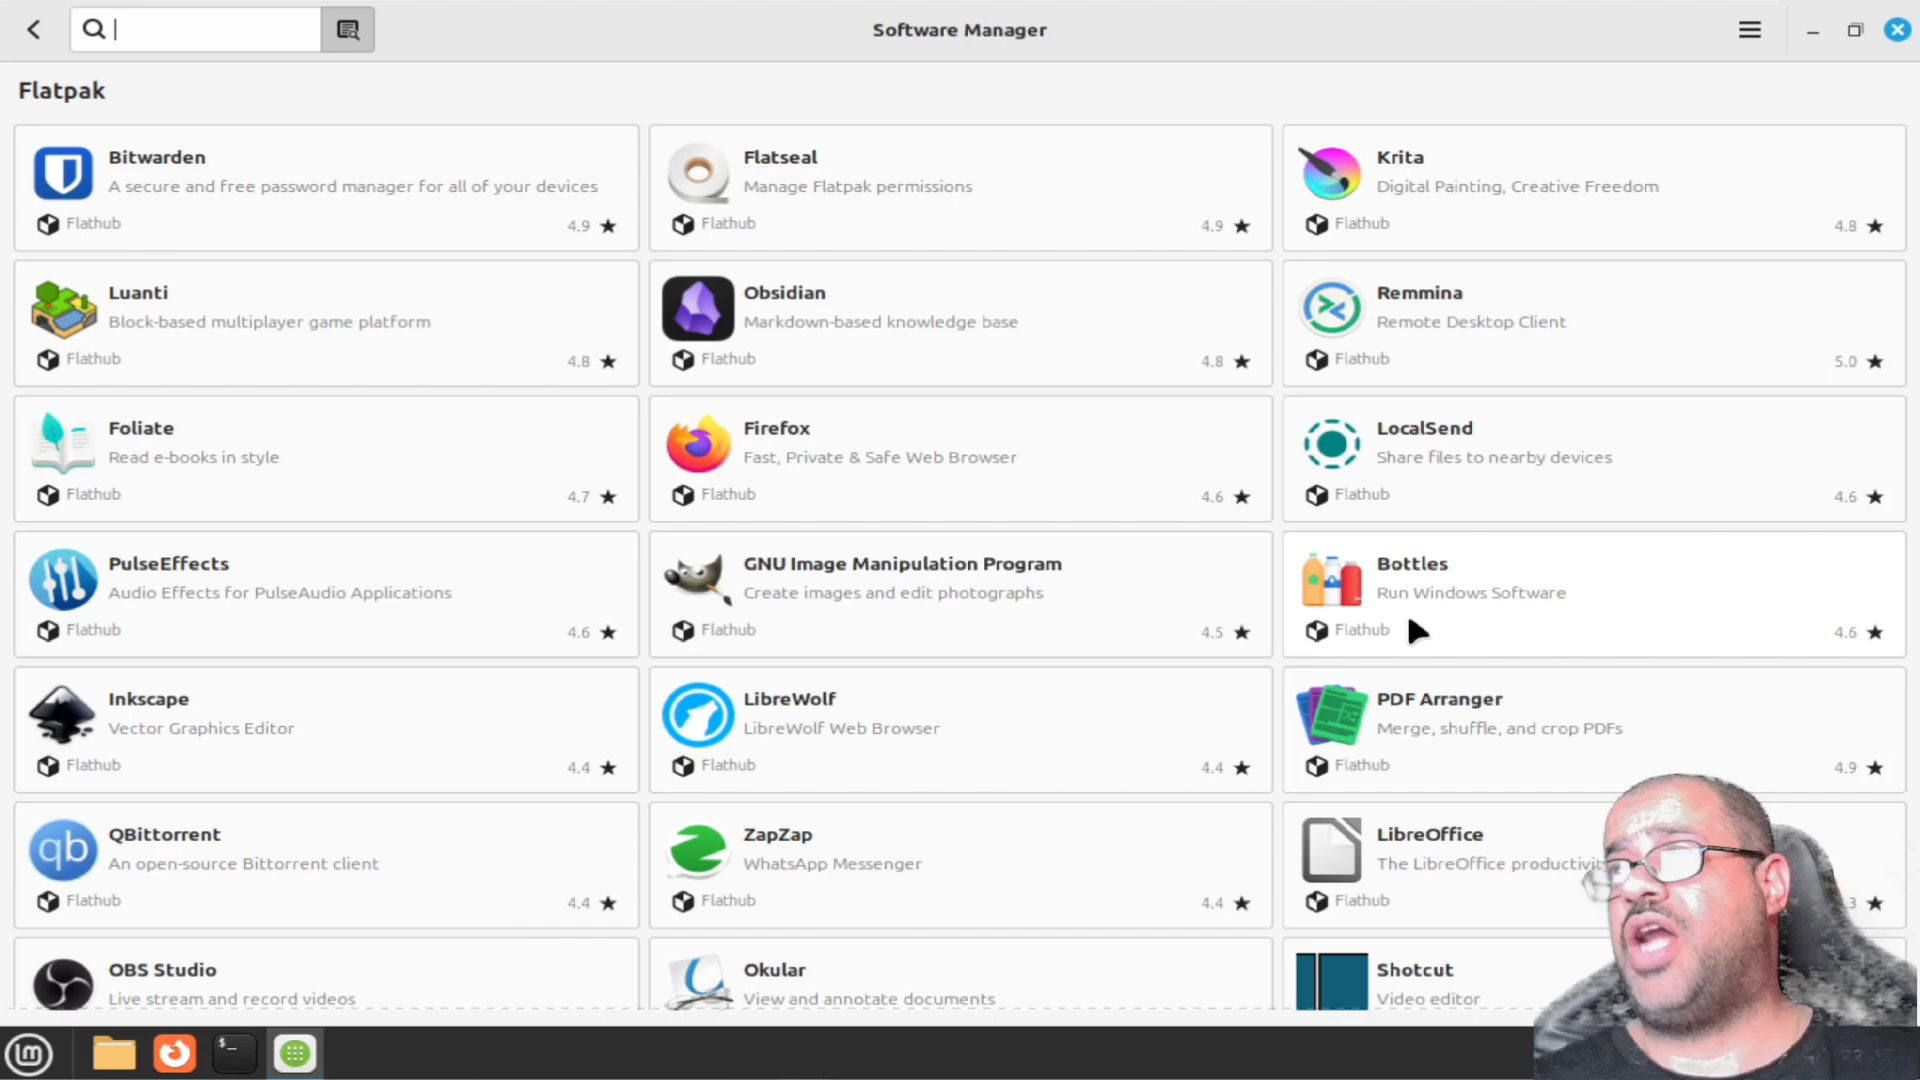 Software Manager
Flatpak
Bitwarden
A secure and free password manager for all of your devices
Flathub
4.9
Flatseal
Manage Flatpak permissions
Flathub
4.9
Krita
Digital Painting, Creative Freedom
Flathub
4.8
Luanti
Block-based multiplayer game platform
Flathub
4.8
Obsidian
Markdown-based knowledge base
Flathub
4.8
Remmina
Remote Desktop Client
Flathub
5.0
Foliate
Read e-books in style
Flathub
4.7
Firefox
Fast, Private & Safe Web Browser
Flathub
4.6
LocalSend
Share files to nearby devices
Flathub
4.6
PulseEffects
Audio Effects for PulseAudio Applications
Flathub
4.6
GNU Image Manipulation Program
Create images and edit photographs
Flathub
4.5
Bottles
Run Windows Software
Flathub
4.6
Inkscape
Vector Graphics Editor
Flathub
4.4
LibreWolf
LibreWolf Web Browser
Flathub
4.4
PDF Arranger
Merge, shuffle, and crop PDFs
Flathub
4.9
qb
QBittorrent
An open-source Bittorrent client
Flathub
4.4
ZapZap
WhatsApp Messenger
Flathub
4.4
LibreOffice
The LibreOffice
Flathub
OBS Studio
Live stream and record videos
Okular
View and annotate documents
Shotcut
Video editor
$_